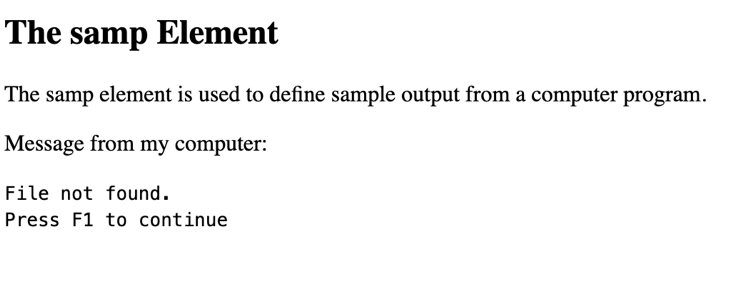 The samp Element
The samp element is used to define sample output from a computer program.
Message from my computer:
File not found.
Press F1 to continue